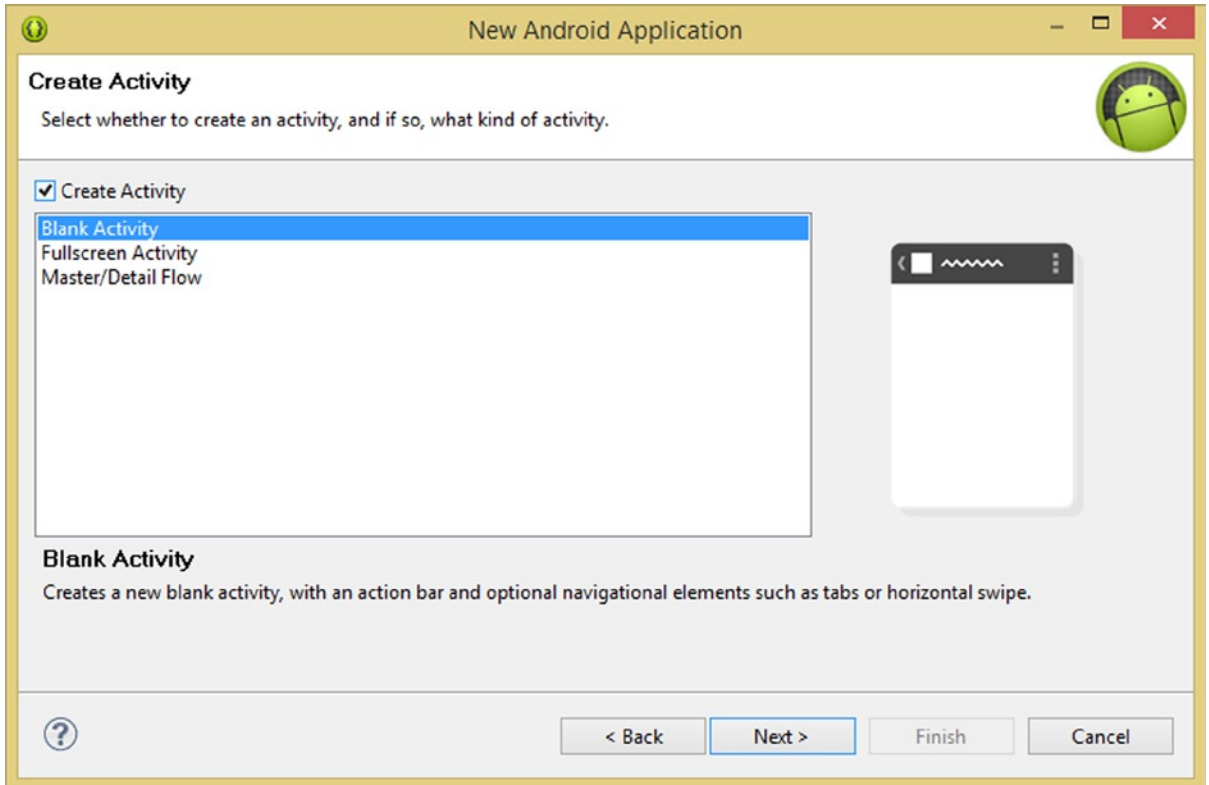 New Android Application
Create Activity
Select whether to create an activity, and if so, what kind of activity.
Create Activity
Blank Activity
Fullscreen Activity
Master/Detail Flow
Blank Activity
Creates a new blank activity, with an action bar and optional navigational elements such as tabs or horizontal swipe.
? < Back Next > Finish Cancel